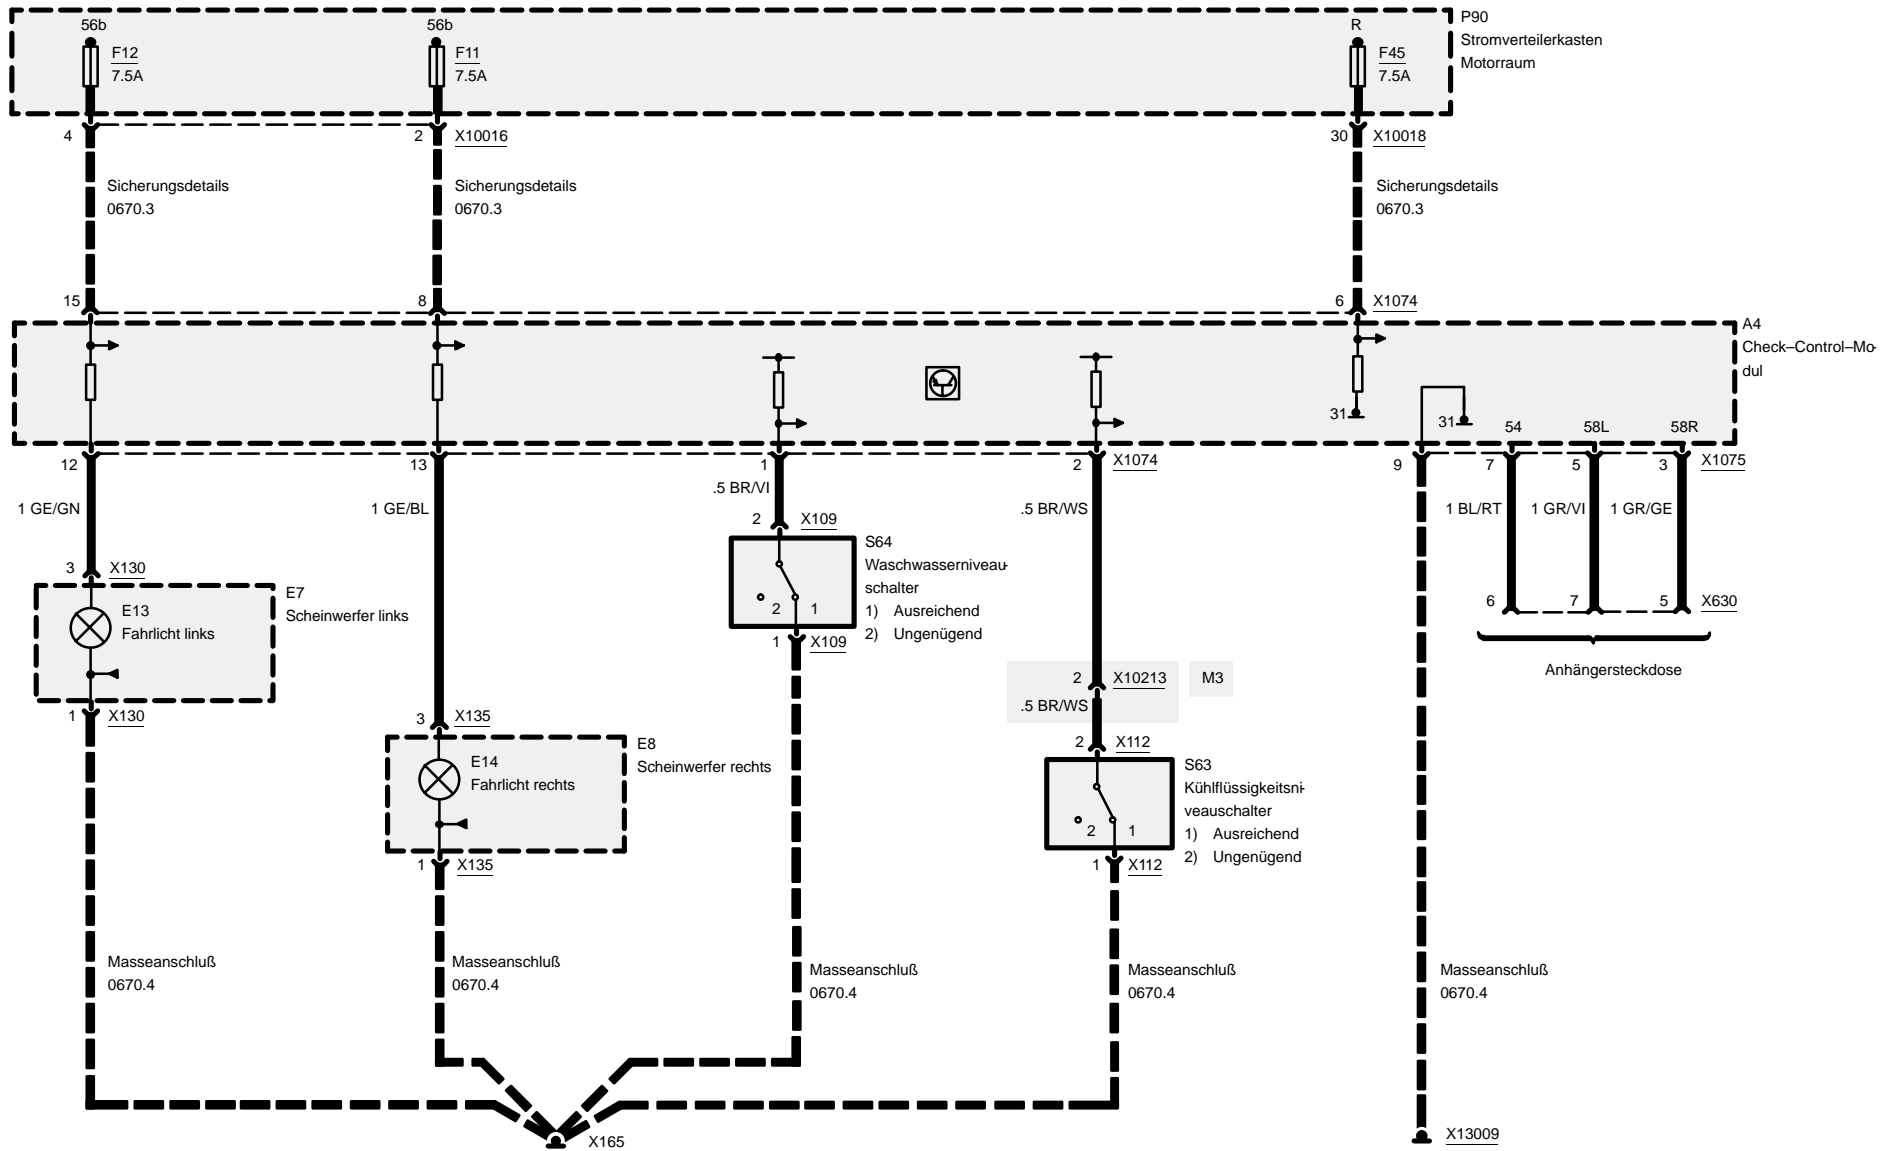 56b
56b
R
P90
Stromverteilerkasten
Motorraum
F12
7.5A
F11
7.5A
F45
7.5A
4
2
X10016
30
X10018
Sicherungsdetails
0670.3
Sicherungsdetails
0670.3
Sicherungsdetails
0670.3
15
8
6
X1074
A4
Check–Control–Mo-
dul
31
31
54
58L
58R
12
13
1
2
X1074
9
7
5
3
X1075
1 GE/GN
1 GE/BL
.5 BR/VI
.5 BR/WS
1 BL/RT
1 GR/VI
1 GR/GE
2
X109
S64
Waschwasserniveau-
schalter
1) Ausreichend
2) Ungenügend
2
1
1
X109
3
X130
E7
Scheinwerfer links
E13
Fahrlicht links
1
X130
6
7
5
X630
Anhängersteckdose
2
X10213
M3
.5 BR/WS
3
X135
E8
Scheinwerfer rechts
E14
Fahrlicht rechts
1
X135
2
X112
S63
Kühlflüssigkeitsni-
veauschalter
1) Ausreichend
2) Ungenügend
2
1
1
X112
Masseanschluß
0670.4
Masseanschluß
0670.4
Masseanschluß
0670.4
Masseanschluß
0670.4
Masseanschluß
0670.4
X165
X13009